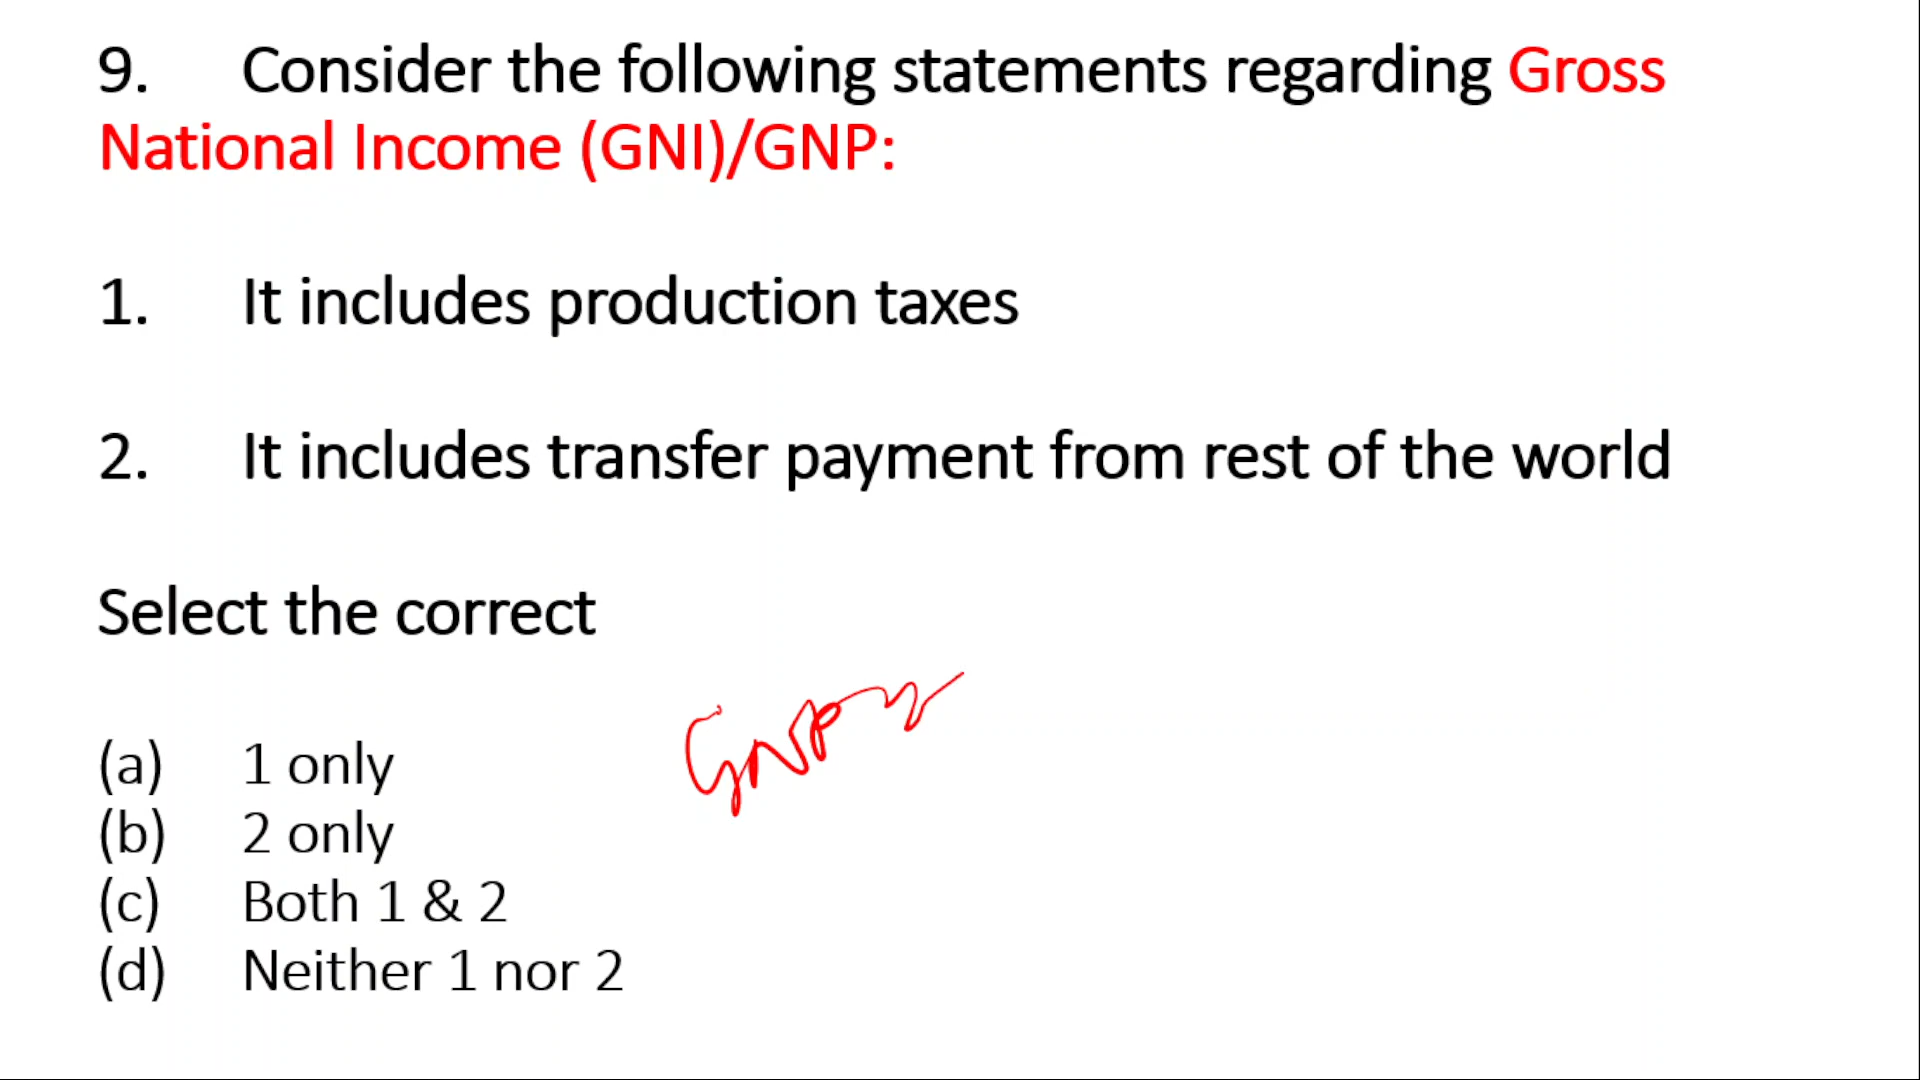 9. Consider the following statements regarding Gross
National Income (GNI)/GNP:
1. It includes production taxes
2. It includes transfer payment from rest of the world
Select the correct
GNP
(a) 1 only
(b) 2 only
(c) Both 1 & 2
(d) Neither 1 nor 2